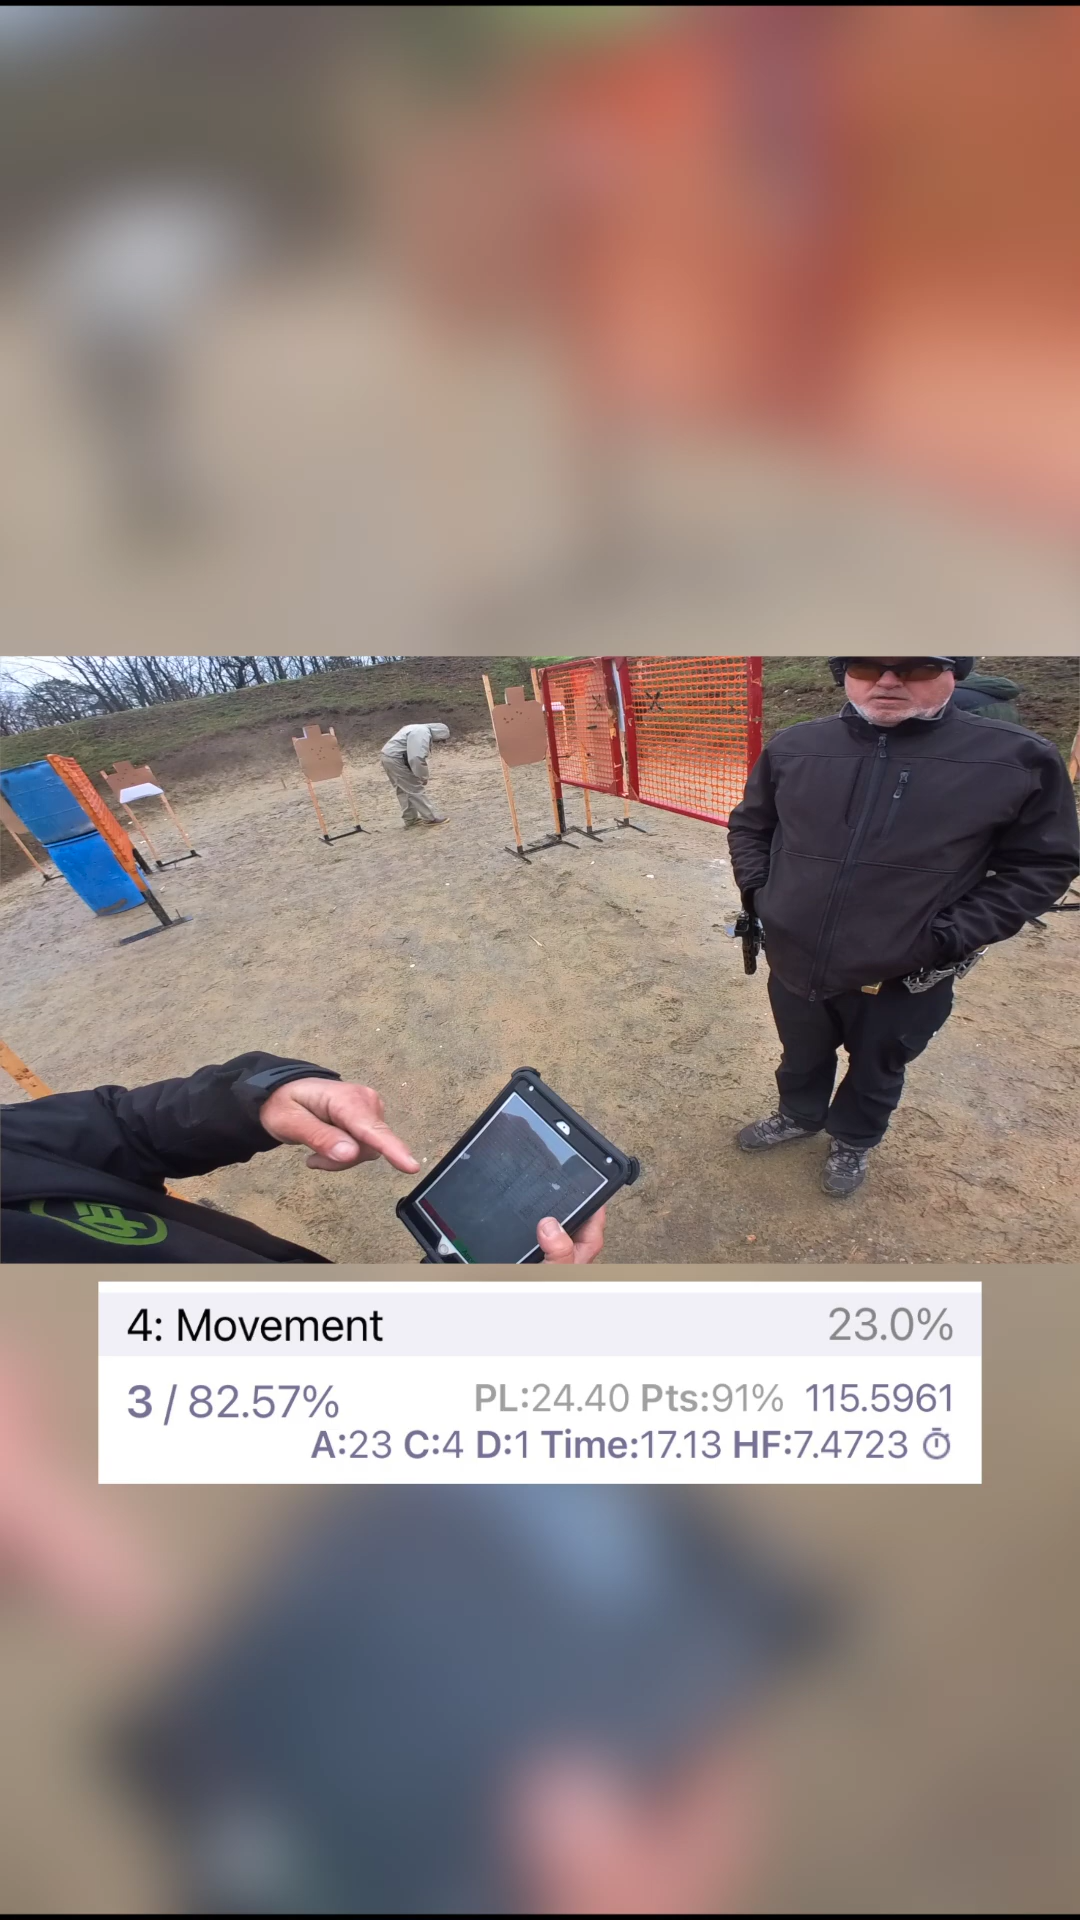 4: Movement 23.0%
3 / 82.57% PL:24.40 Pts:91% 115.5961
A:23 C:4 D:1 Time:17.13 HF:7.4723